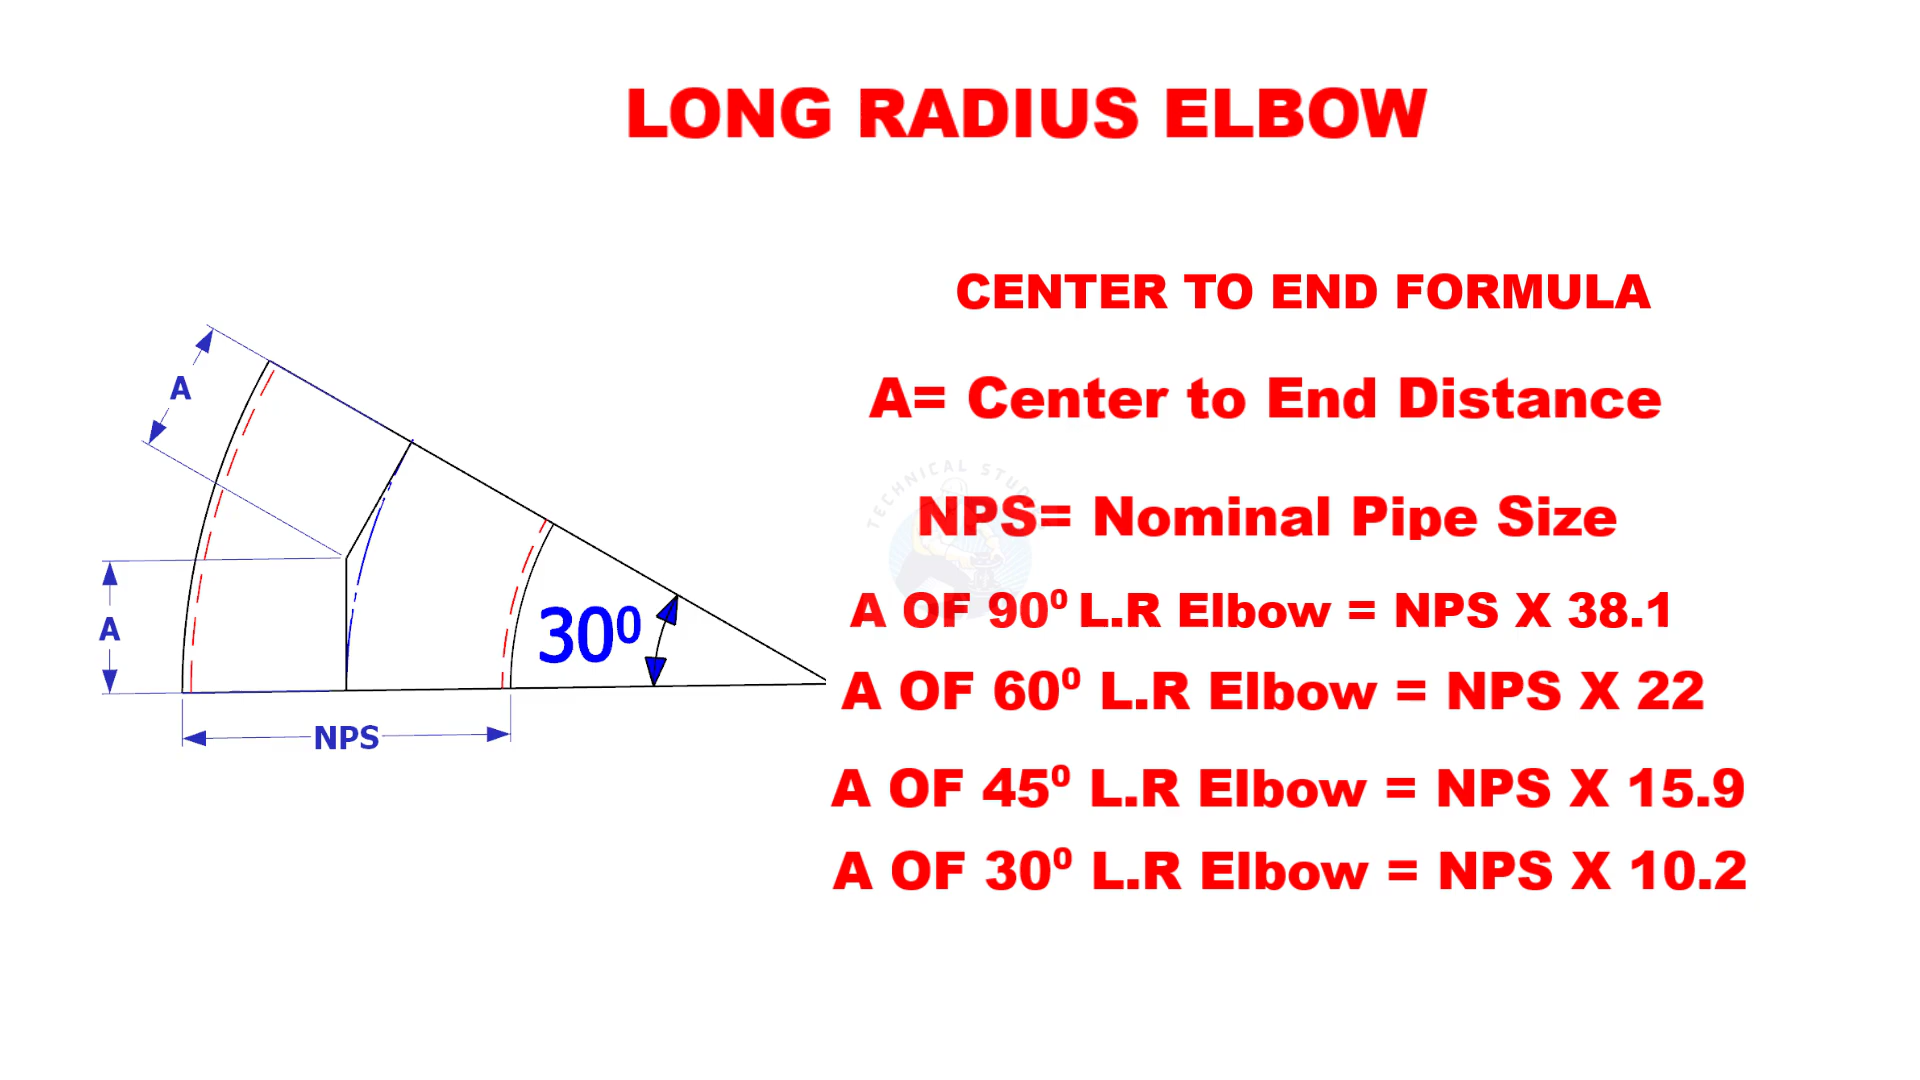 LONG RADIUS ELBOW
CENTER TO END FORMULA
A= Center to End Distance
NPS= Nominal Pipe Size
A OF 90⁰ L.R Elbow = NPS X 38.1
A OF 60⁰ L.R Elbow = NPS X 22
A OF 45⁰ L.R Elbow = NPS X 15.9
A OF 30⁰ L.R Elbow = NPS X 10.2
A
A
30⁰
NPS
TECHNICAL STUD